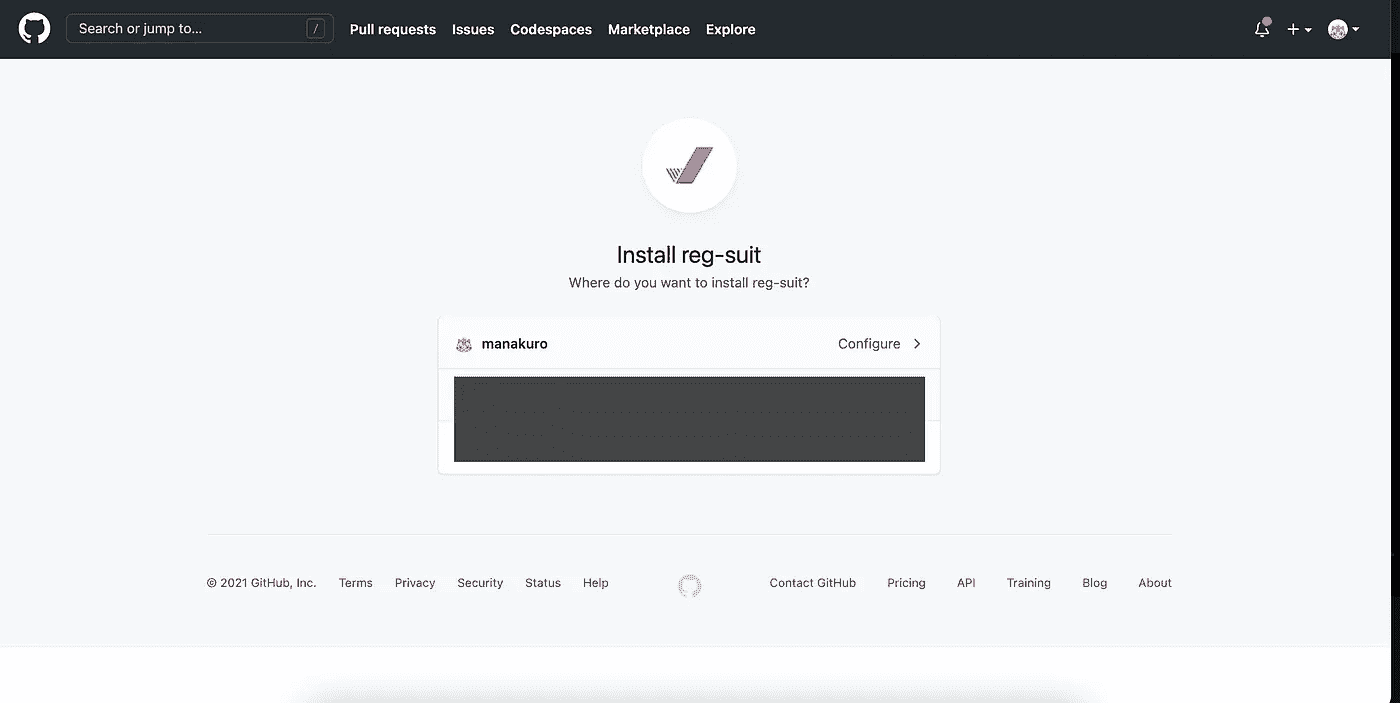 Search or jump to... /
Pull requests Issues Codespaces Marketplace Explore
Install reg-suit
Where do you want to install reg-suit?
manakuro Configure
© 2021 GitHub, Inc. Terms Privacy Security Status Help Contact GitHub Pricing API Training Blog About